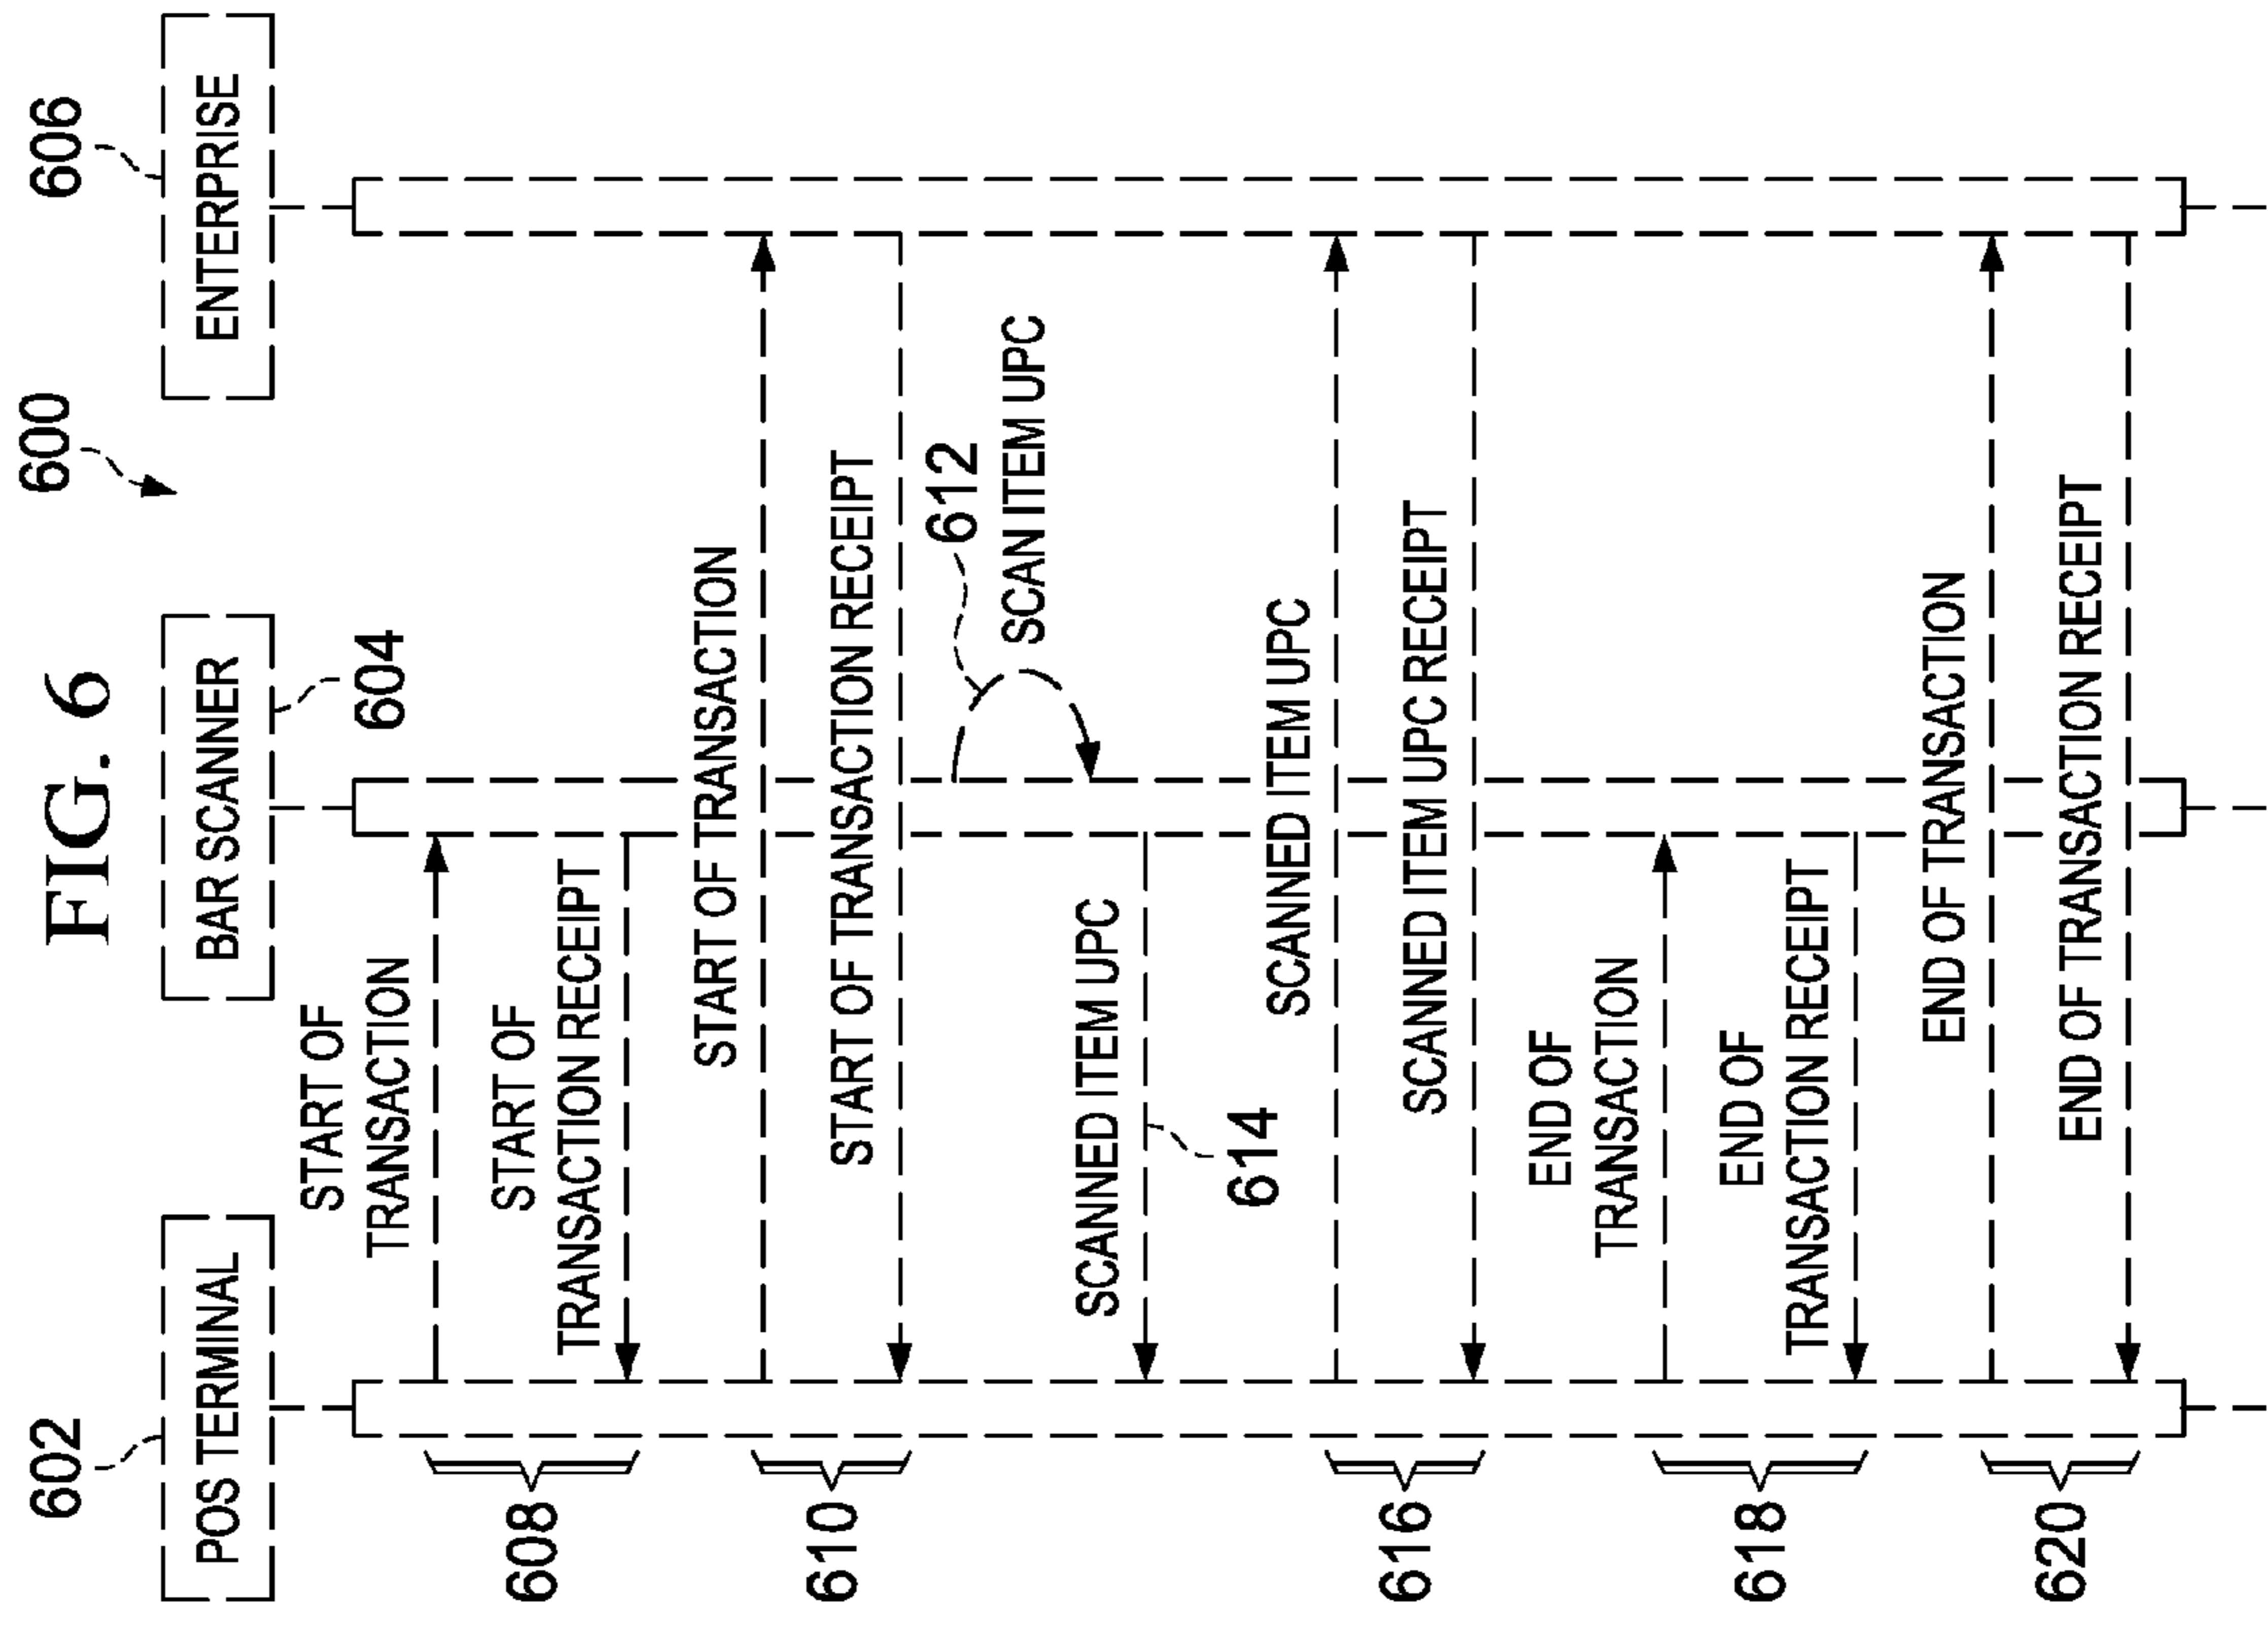 FIG. 6
600
602
604
606
POS TERMINAL
BAR SCANNER
ENTERPRISE
START OF
TRANSACTION
START OF
TRANSACTION RECEIPT
608
START OF TRANSACTION
START OF TRANSACTION RECEIPT
610
612
SCAN ITEM UPC
SCANNED ITEM UPC
614
SCANNED ITEM UPC
SCANNED ITEM UPC RECEIPT
616
END OF
TRANSACTION
END OF
TRANSACTION RECEIPT
618
END OF TRANSACTION
END OF TRANSACTION RECEIPT
620